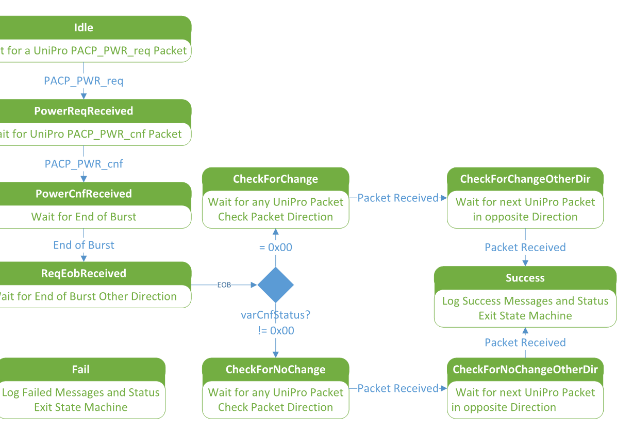 Idle
t for a UniPro PACP_PWR_req Packet
PACP_PWR_req
PowerReqReceived
ait for UniPro PACP_PWR_cnf Packet
PACP_PWR_cnf
PowerCnfReceived
Wait for End of Burst
End of Burst
ReqEobReceived
Wait for End of Burst Other Direction
EOB
CheckForChange
Wait for any UniPro Packet
Check Packet Direction
= 0x00
varCnfStatus?
!= 0x00
CheckForNoChange
Wait for any UniPro Packet
Check Packet Direction
Packet Received
Packet Received
CheckForChangeOtherDir
Wait for next UniPro Packet
in opposite Direction
Packet Received
Success
Log Success Messages and Status
Exit State Machine
Packet Received
CheckForNoChangeOtherDir
Wait for next UniPro Packet
in opposite Direction
Fail
Log Failed Messages and Status
Exit State Machine